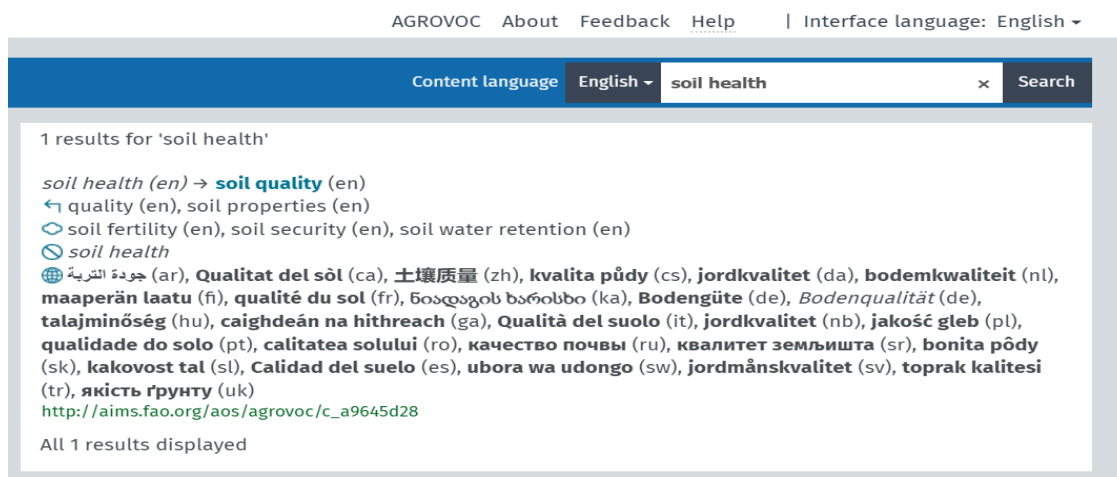 AGROVOC About Feedback Help | Interface language: English
Content language English soil health × Search
1 results for 'soil health'
soil health (en) → soil quality (en)
quality (en), soil properties (en)
soil fertility (en), soil security (en), soil water retention (en)
soil health
جودة التربة (ar), Qualitat del sòl (ca), 土壤质量 (zh), kvalita půdy (cs), jordkvalitet (da), bodemkwaliteit (nl),
maaperän laatu (fi), qualité du sol (fr), ნიადაგის ხარისხი (ka), Bodengüte (de), Bodenqualität (de),
talajminőség (hu), caighdeán na hithreach (ga), Qualità del suolo (it), jordkvalitet (nb), jakość gleb (pl),
qualidade do solo (pt), calitatea solului (ro), качество почвы (ru), квалитет земљишта (sr), bonita pôdy
(sk), kakovost tal (sl), Calidad del suelo (es), ubora wa udongo (sw), jordmånskvalitet (sv), toprak kalitesi
(tr), якість ґрунту (uk)
http://aims.fao.org/aos/agrovoc/c_a9645d28
All 1 results displayed